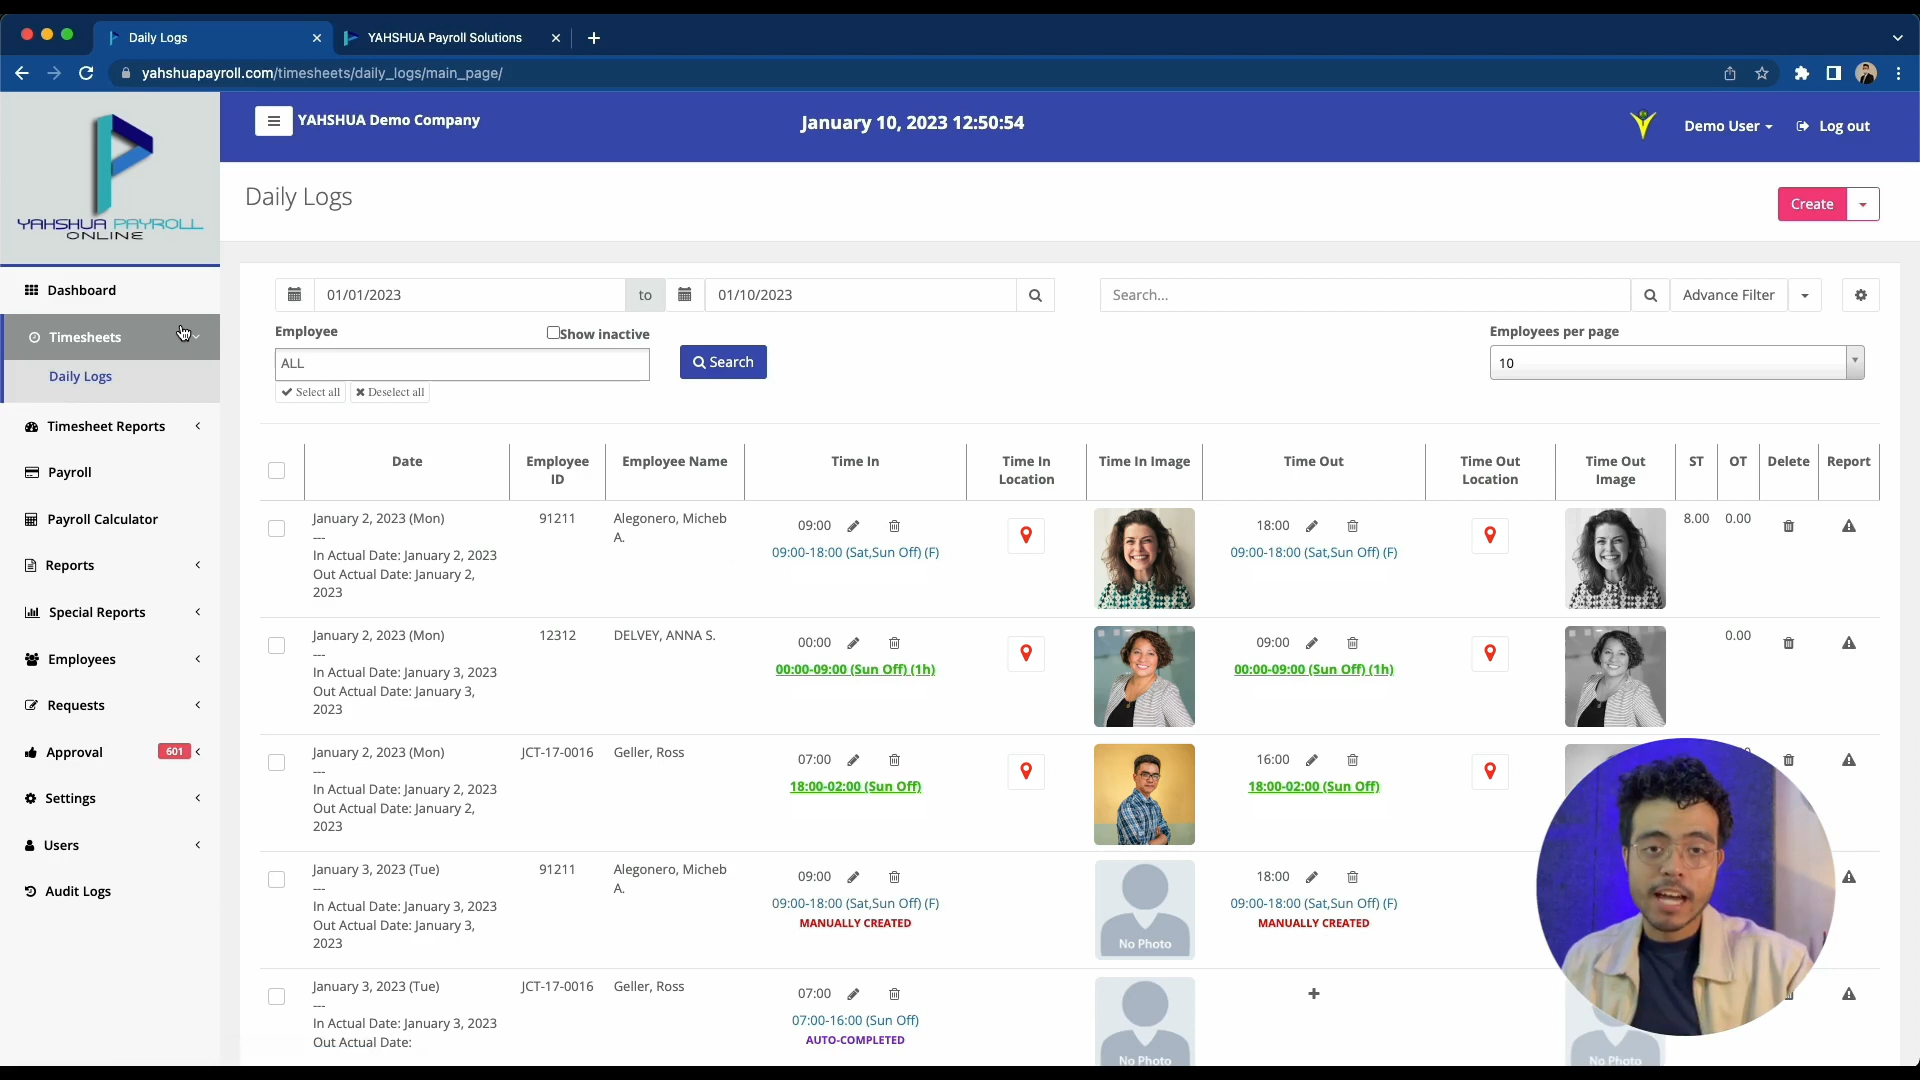 Daily Logs
YAHSHUA Payroll Solutions
yahshuapayroll.com/timesheets/daily_logs/main_page/
YAHSHUA PAYROLL
ONLINE
YAHSHUA Demo Company
January 10, 2023 12:50:54
Demo User
Log out
Daily Logs
Create
Dashboard
Timesheets
Daily Logs
Timesheet Reports
Payroll
Payroll Calculator
Reports
Special Reports
Employees
Requests
Approval 601
Settings
Users
Audit Logs
01/01/2023 to 01/10/2023
Search...
Advance Filter
Employee
Show inactive
ALL
Search
Select all
Deselect all
Employees per page
10
Date
Employee
ID
Employee Name
Time In
Time In
Location
Time In Image
Time Out
Time Out
Location
Time Out
Image
ST
OT
Delete
Report
January 2, 2023 (Mon)
---
In Actual Date: January 2, 2023
Out Actual Date: January 2,
2023
91211
Alegonero, Micheb
A.
09:00
09:00-18:00 (Sat,Sun Off) (F)
18:00
09:00-18:00 (Sat,Sun Off) (F)
8.00
0.00
January 2, 2023 (Mon)
---
In Actual Date: January 3, 2023
Out Actual Date: January 3,
2023
12312
DELVEY, ANNA S.
00:00
00:00-09:00 (Sun Off) (1h)
09:00
00:00-09:00 (Sun Off) (1h)
0.00
January 2, 2023 (Mon)
---
In Actual Date: January 2, 2023
Out Actual Date: January 2,
2023
JCT-17-0016
Geller, Ross
07:00
18:00-02:00 (Sun Off)
16:00
18:00-02:00 (Sun Off)
January 3, 2023 (Tue)
---
In Actual Date: January 3, 2023
Out Actual Date: January 3,
2023
91211
Alegonero, Micheb
A.
09:00
09:00-18:00 (Sat,Sun Off) (F)
MANUALLY CREATED
No Photo
18:00
09:00-18:00 (Sat,Sun Off) (F)
MANUALLY CREATED
January 3, 2023 (Tue)
---
In Actual Date: January 3, 2023
Out Actual Date:
JCT-17-0016
Geller, Ross
07:00
07:00-16:00 (Sun Off)
AUTO-COMPLETED
No Photo
No Photo